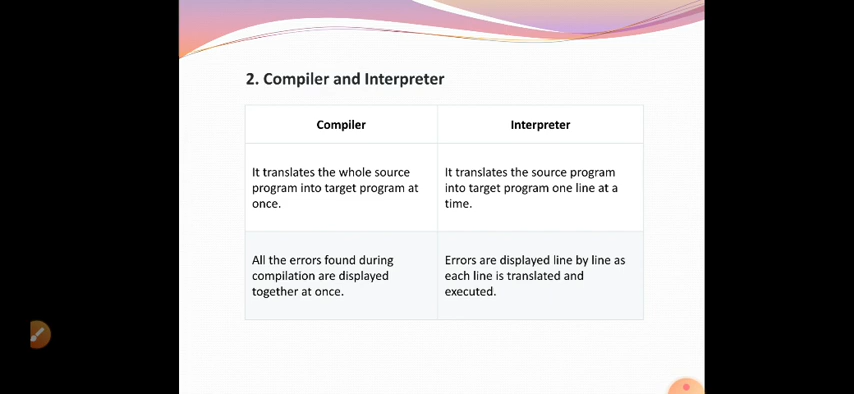 2. Compiler and Interpreter
Compiler
Interpreter
It translates the whole source
program into target program at
once.
It translates the source program
into target program one line at a
time.
All the errors found during
compilation are displayed
together at once.
Errors are displayed line by line as
each line is translated and
executed.